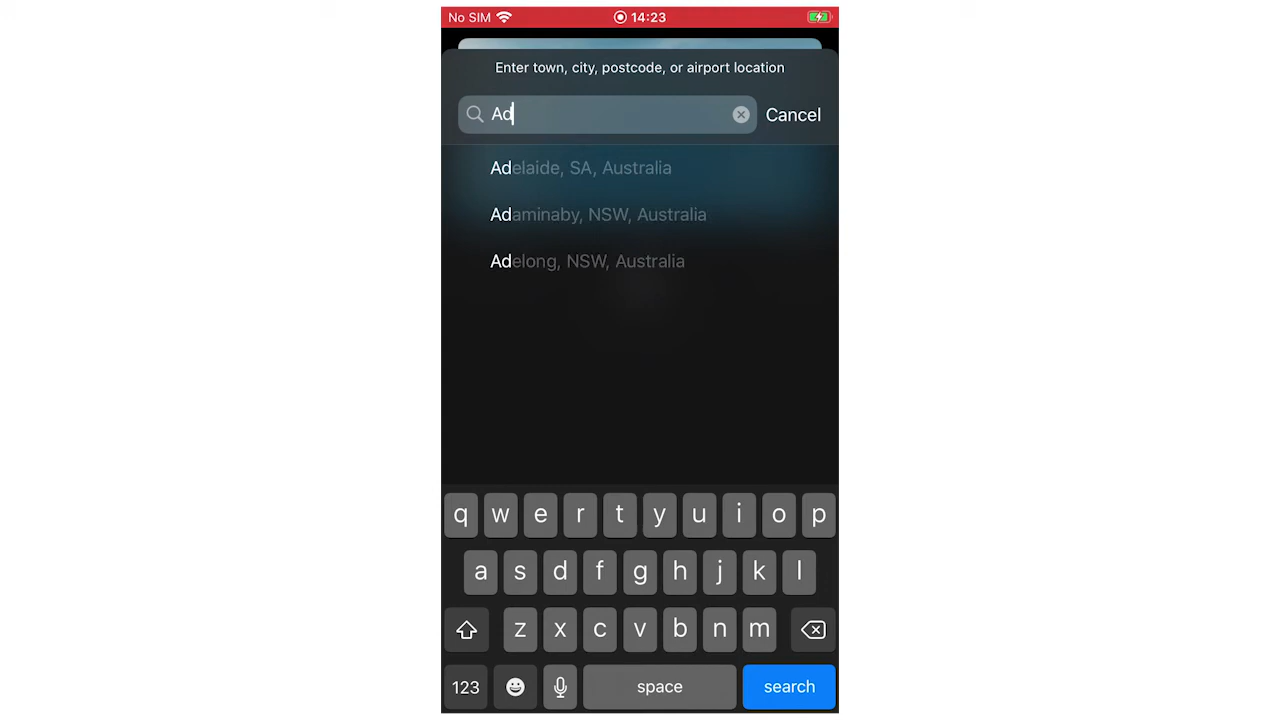 No SIM 14:23
Enter town, city, postcode, or airport location
Ad Cancel
Adelaide, SA, Australia
Adaminaby, NSW, Australia
Adelong, NSW, Australia
q w e r t y u i o p
a s d f g h j k l
z x c v b n m
123 space search